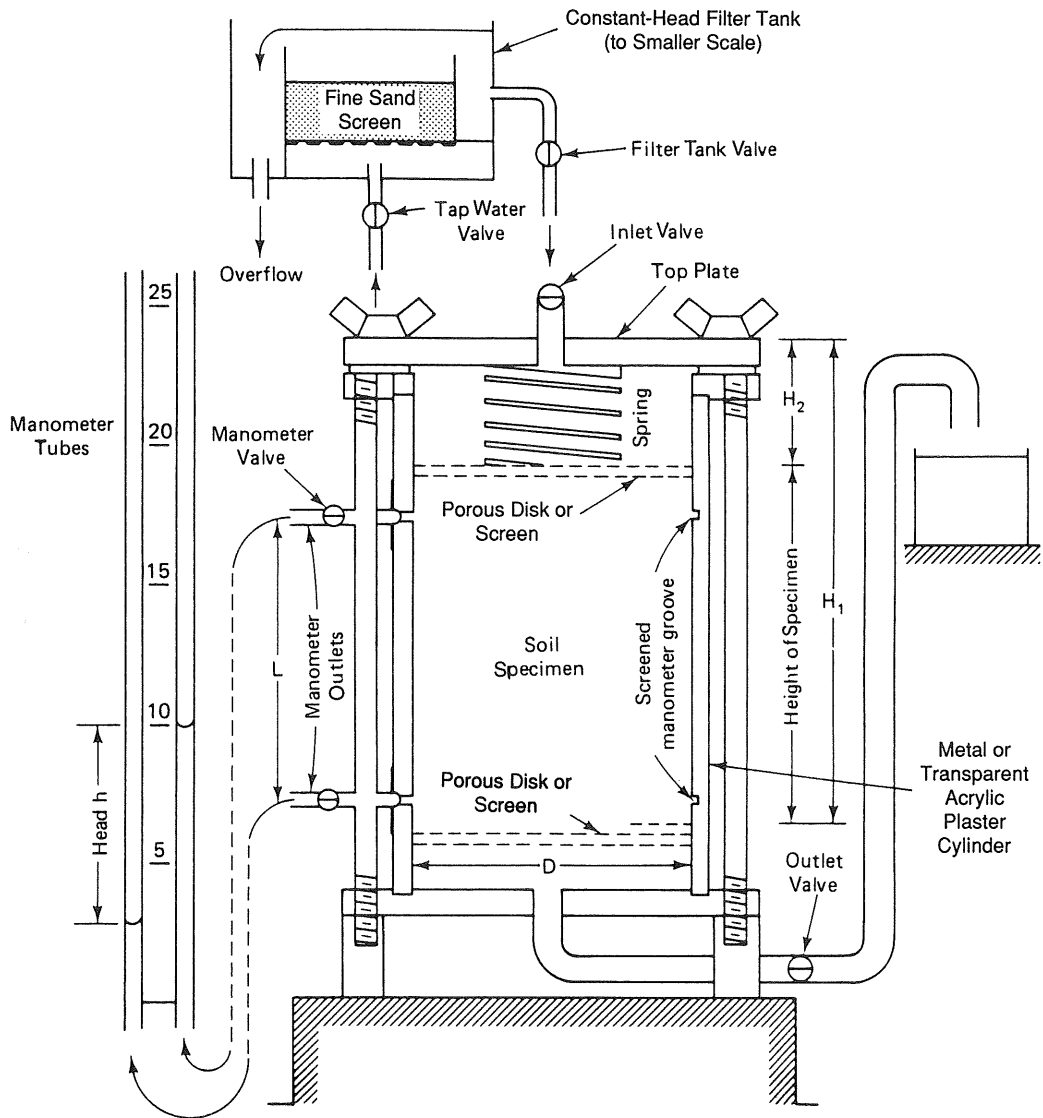 Constant-Head Filter Tank
(to Smaller Scale)
Fine Sand
Screen
Filter Tank Valve
Tap Water
Valve
Inlet Valve
Overflow
Top Plate
25
Manometer
Tubes
20
Manometer
Valve
Spring
H2
Porous Disk or
Screen
15
L
Manometer
Outlets
Soil
Specimen
Screened
manometer groove
Height of Specimen
H1
10
Head h
5
Porous Disk or
Screen
D
Metal or
Transparent
Acrylic
Plaster
Cylinder
Outlet
Valve